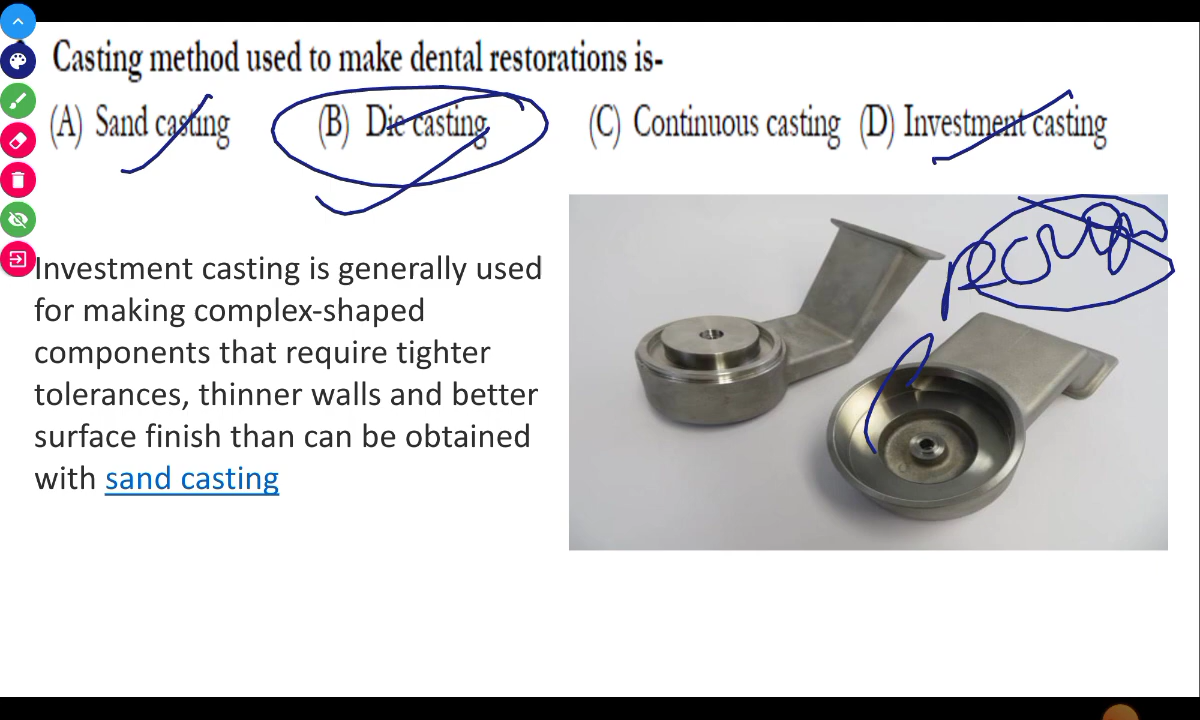 Casting method used to make dental restorations is-
(A) Sand casting (B) Die casting (C) Continuous casting (D) Investment casting
Investment casting is generally used
for making complex-shaped
components that require tighter
tolerances, thinner walls and better
surface finish than can be obtained
with sand casting